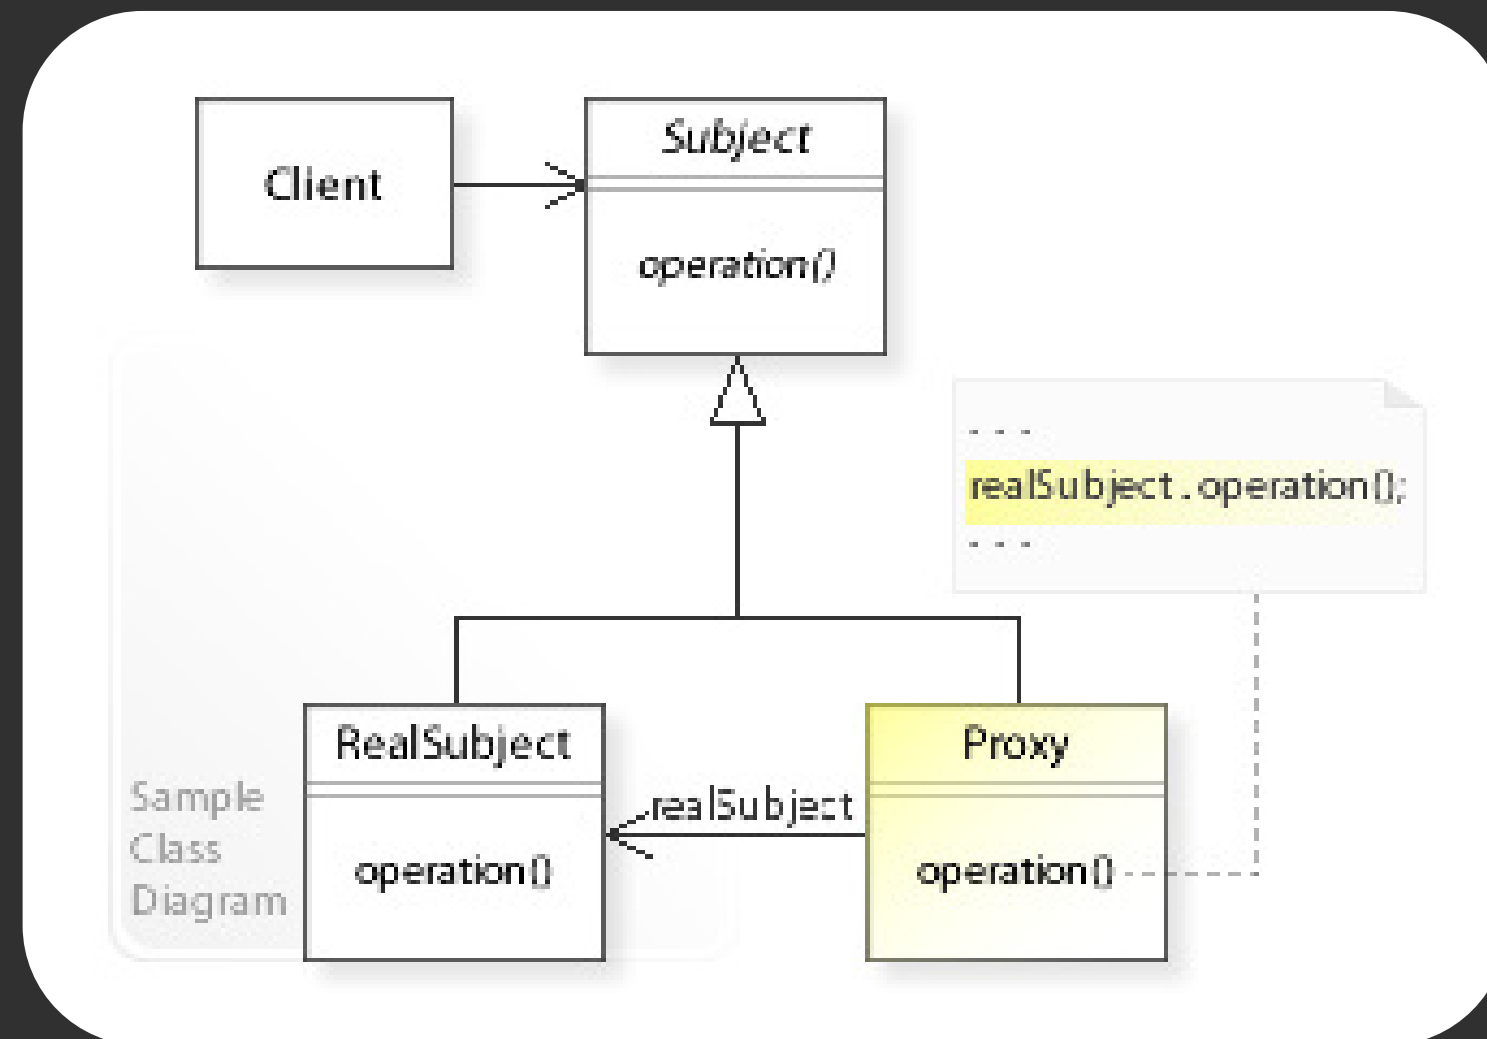 Client
Subject
operation()
- - -
realSubject.operation();
- - -
RealSubject
operation()
realSubject
Proxy
operation()
Sample
Class
Diagram